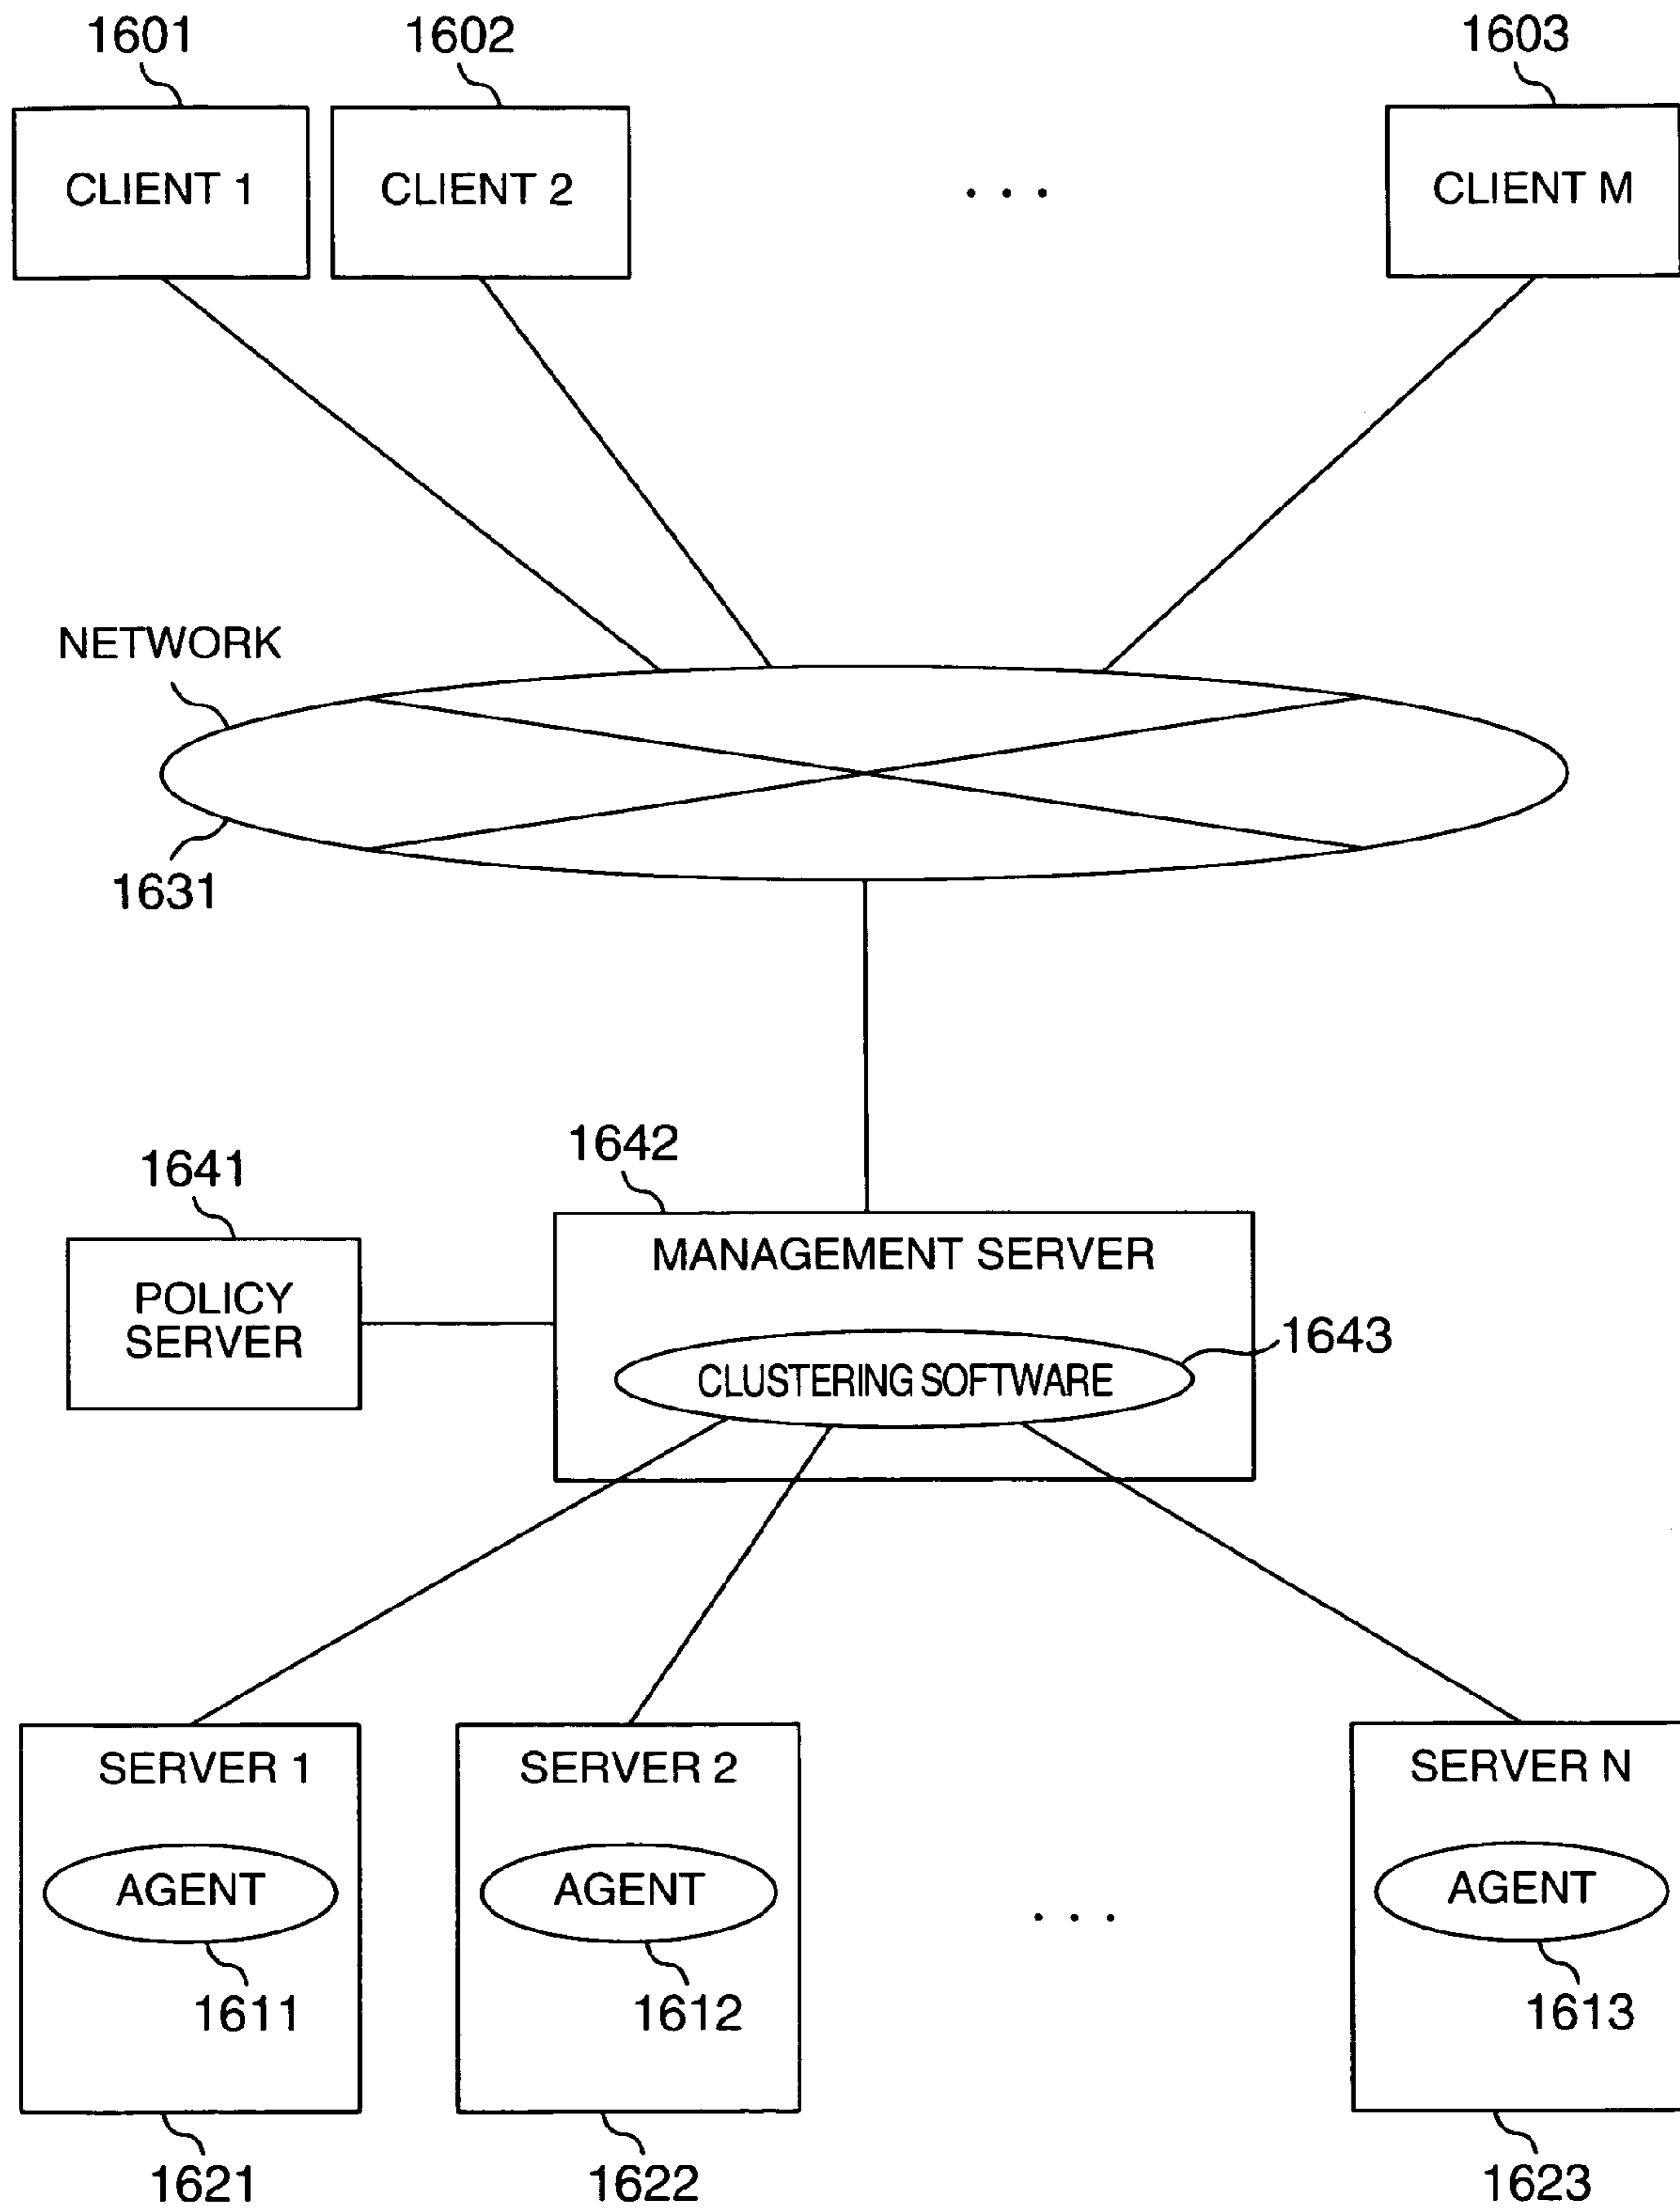 1601
1602
1603
CLIENT 1
CLIENT 2
. . .
CLIENT M
NETWORK
1631
1642
1641
MANAGEMENT SERVER
POLICY
SERVER
1643
CLUSTERING SOFTWARE
SERVER 1
SERVER 2
SERVER N
AGENT
AGENT
. . .
AGENT
1611
1612
1613
1621
1622
1623